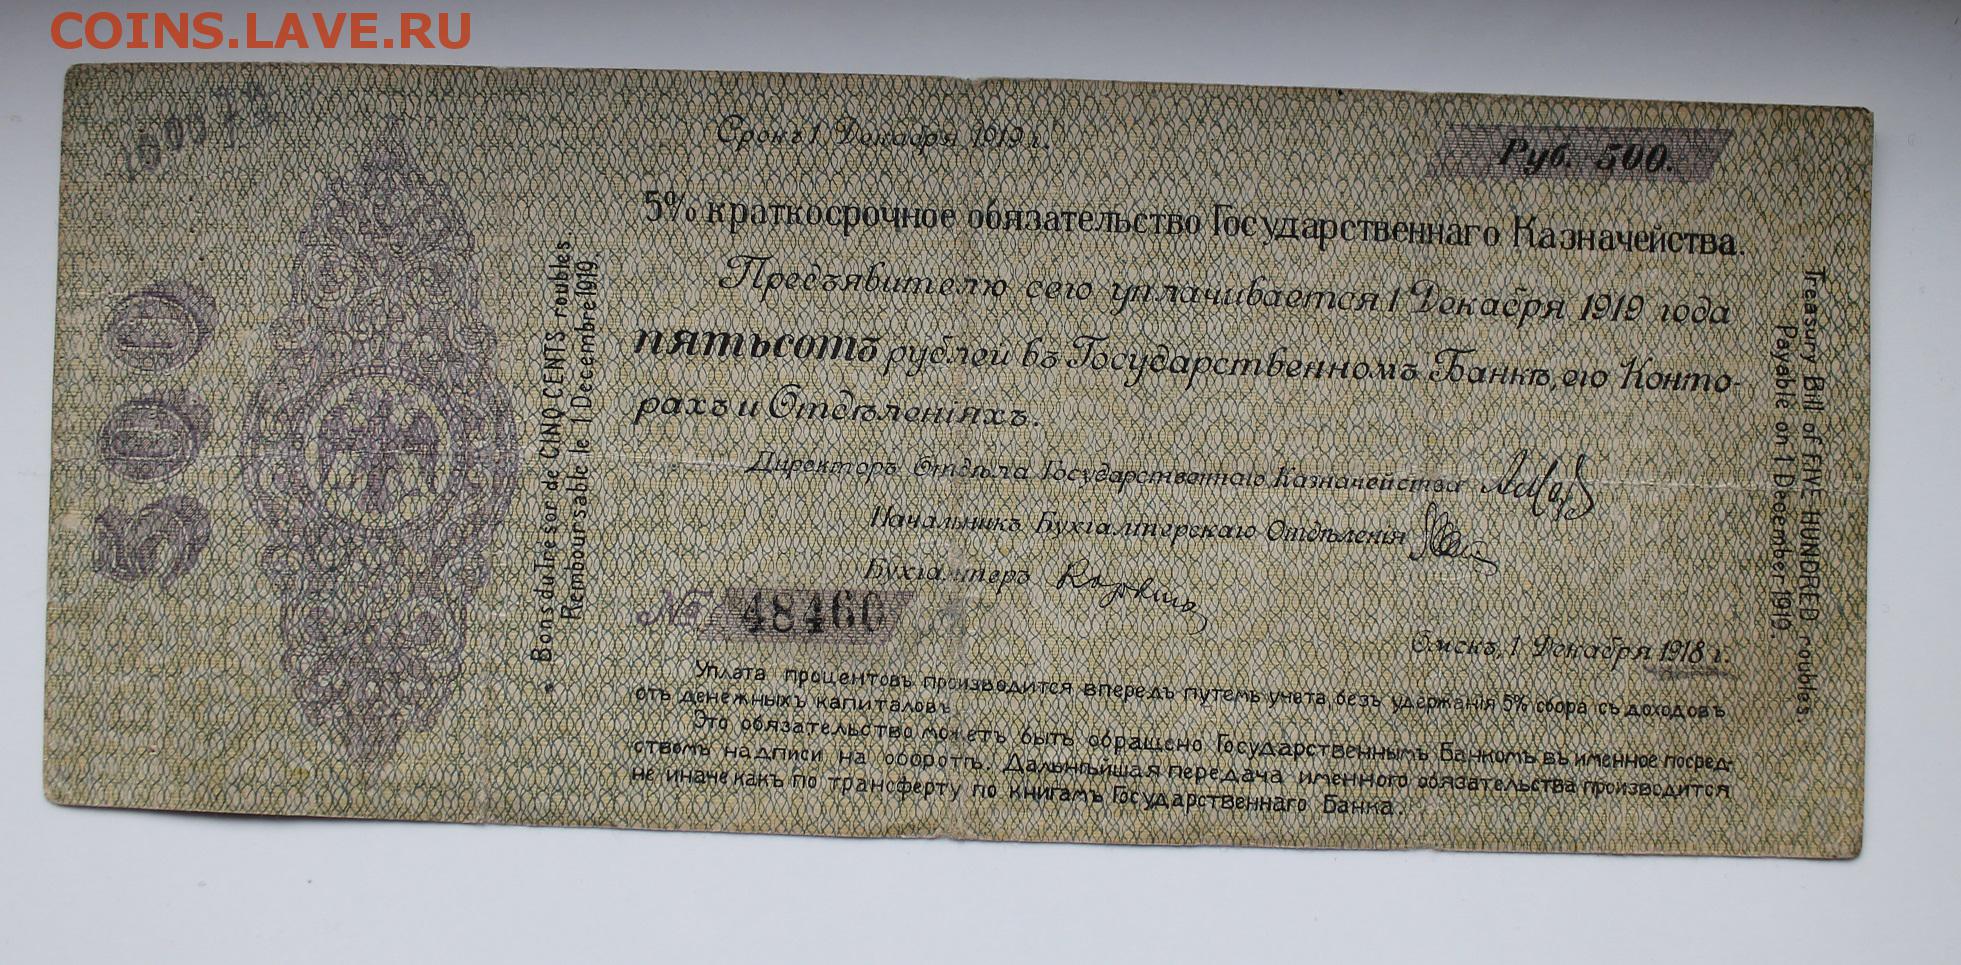 COINS.LAVE.RU
Срокъ 1 Декабря 1919 г.
Руб. 500.
5% краткосрочное обязательство Государственнаго Казначейства.
Предъявителю сего уплачивается 1 Декабря 1919 года
пятьсотъ рублей въ Государственномъ Банкѣ, его Конто-
рахъ и Отдѣленіяхъ.
Директоръ Отдѣла Государственнаго Казначейства
Начальникъ Бухгалтерскаго Отдѣленія
Бухгалтеръ
№ 48460
Омскъ, 1 Декабря 1918 г.
Уплата процентовъ производится впередъ путемъ учета, безъ удержанія 5% сбора съ доходовъ
отъ денежныхъ капиталовъ.
Это обязательство можетъ быть обращено Государственнымъ Банкомъ въ именное посред-
ствомъ надписи на оборотѣ. Дальнѣйшая передача именного обязательства производится
не иначе какъ по трансферту по книгамъ Государственнаго Банка.
500
Bons du Trésor de CINQ CENTS roubles.
Remboursable le 1 Decembre 1919.
Treasury Bill of FIVE HUNDRED roubles.
Payable on 1 December 1919.